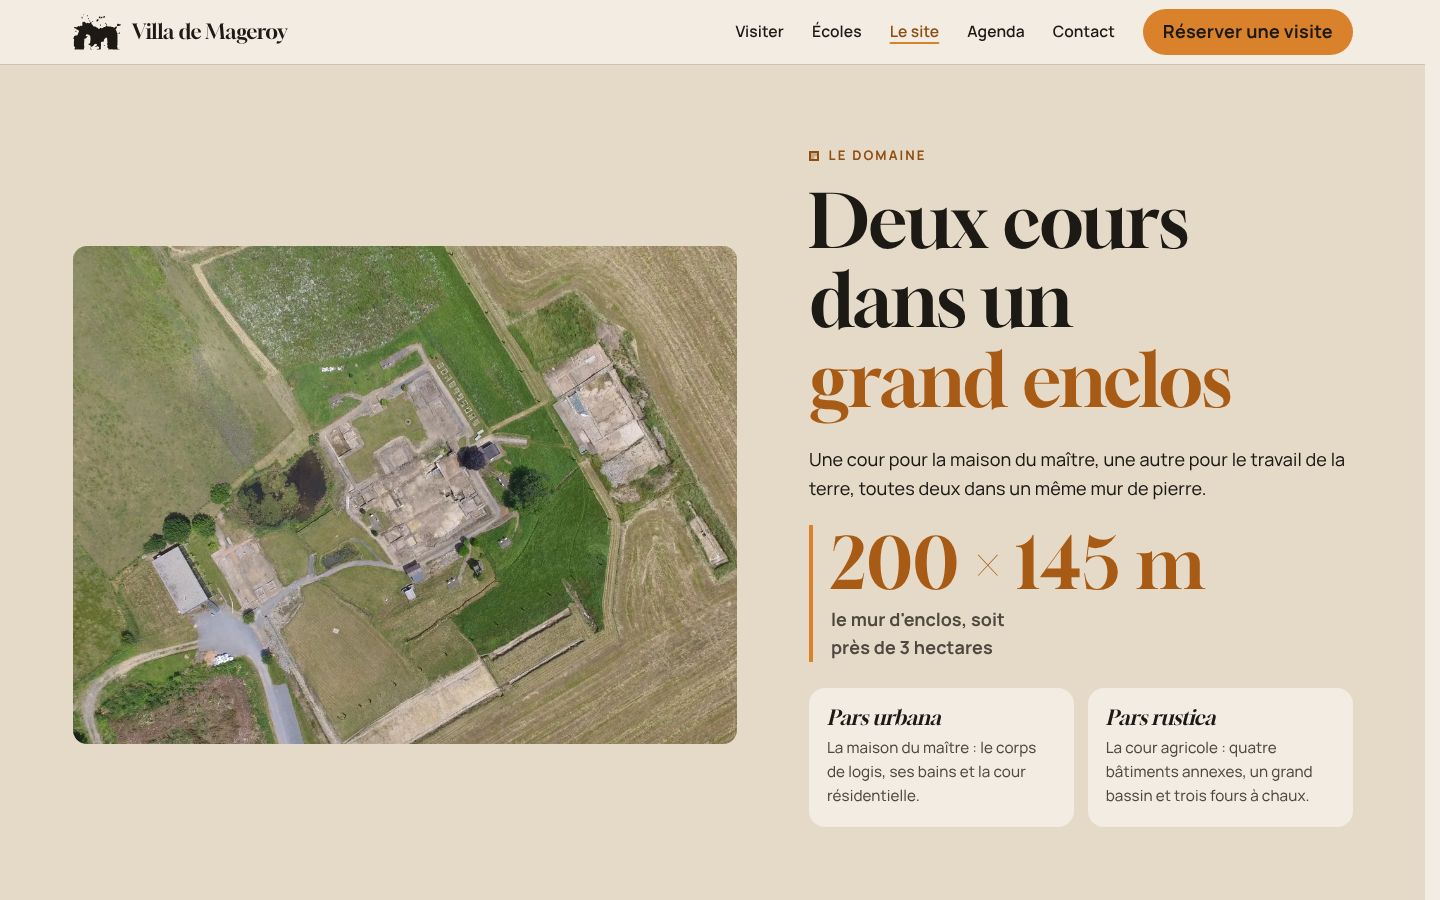 Villa de Mageroy
Visiter
Écoles
Le site
Agenda
Contact
Réserver une visite
LE DOMAINE
Deux cours
dans un
grand enclos
Une cour pour la maison du maître, une autre pour le travail de la
terre, toutes deux dans un même mur de pierre.
200 × 145 m
le mur d'enclos, soit
près de 3 hectares
Pars urbana
La maison du maître : le corps
de logis, ses bains et la cour
résidentielle.
Pars rustica
La cour agricole : quatre
bâtiments annexes, un grand
bassin et trois fours à chaux.